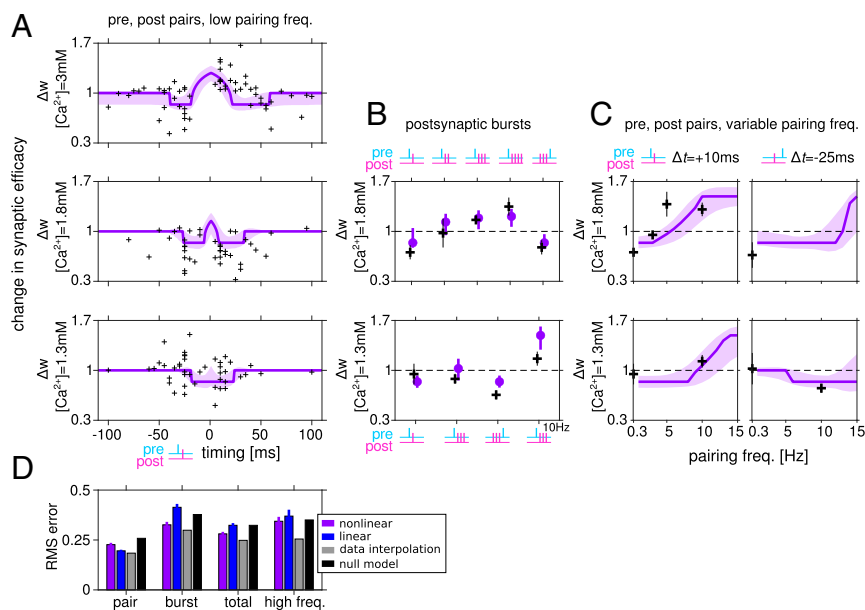 A
pre, post pairs, low pairing freq.
change in synaptic efficacy
Δw
[Ca²⁺]=3mM
1.7
1
0.3
Δw
[Ca²⁺]=1.8mM
1.7
1
0.3
Δw
[Ca²⁺]=1.3mM
1.7
1
0.3
-100 -50 0 50 100
timing [ms]
pre
post
B
postsynaptic bursts
pre
post
Δw
[Ca²⁺]=1.8mM
1.7
1
0.3
Δw
[Ca²⁺]=1.3mM
1.7
1
0.3
10Hz
pre
post
C
pre, post pairs, variable pairing freq.
Δt=+10ms
Δt=-25ms
Δw
[Ca²⁺]=1.8mM
1.7
1
0.3
Δw
[Ca²⁺]=1.3mM
1.7
1
0.3
0.3 5 10 15 0.3 5 10 15
pairing freq. [Hz]
D
RMS error
0.5
0.25
0
pair burst total high freq.
nonlinear
linear
data interpolation
null model